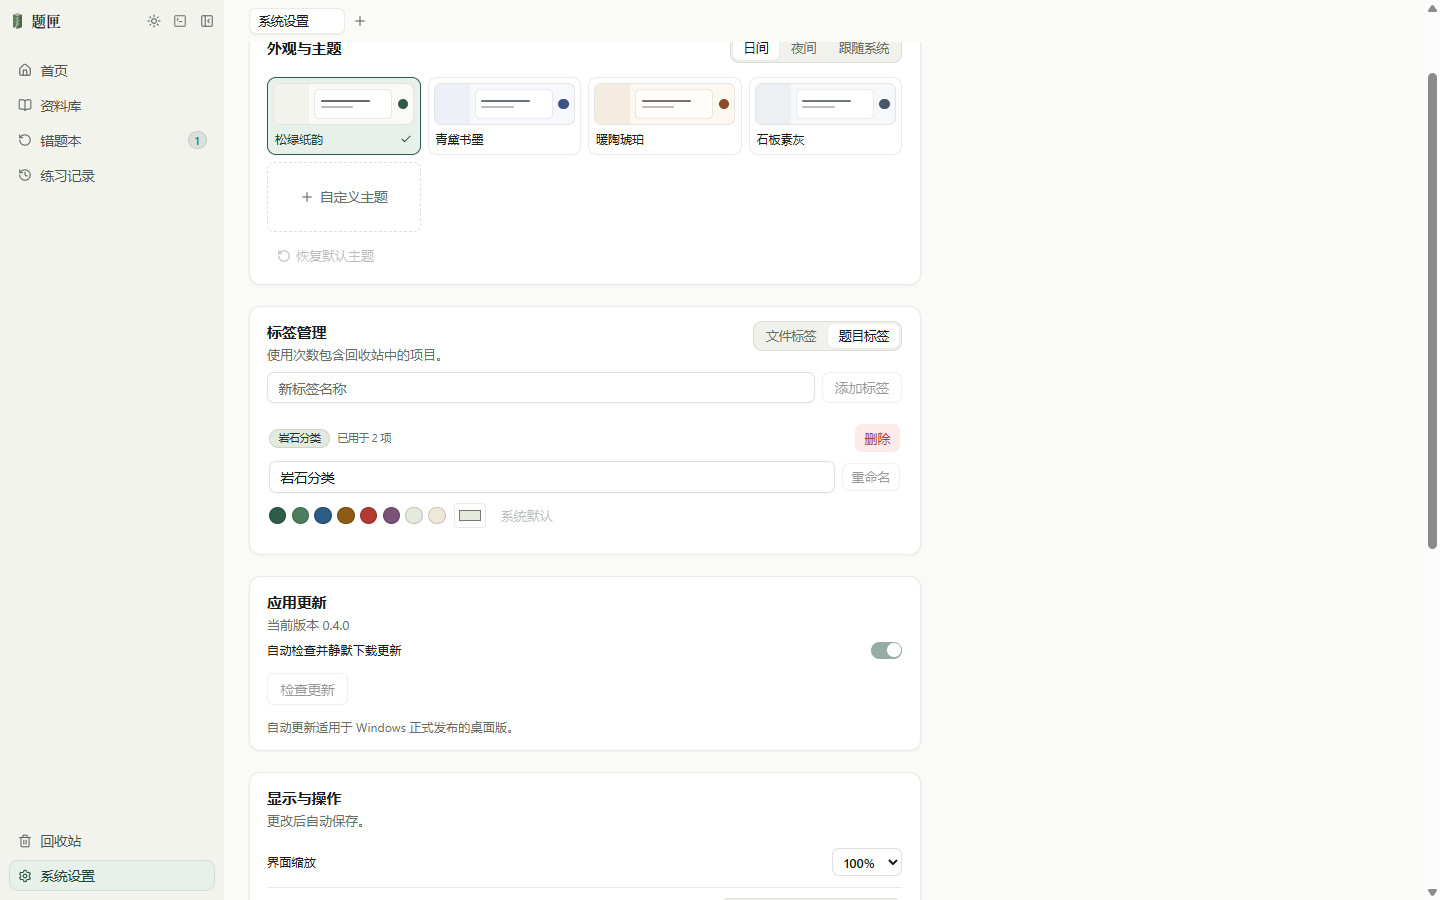 题匣
系统设置
首页
资料库
错题本
1
练习记录
回收站
系统设置
外观与主题
日间
夜间
跟随系统
松绿纸韵
青黛书墨
暖陶琥珀
石板素灰
自定义主题
恢复默认主题
标签管理
使用次数包含回收站中的项目。
文件标签
题目标签
新标签名称
添加标签
岩石分类
已用于 2 项
删除
岩石分类
重命名
系统默认
应用更新
当前版本 0.4.0
自动检查并静默下载更新
检查更新
自动更新适用于 Windows 正式发布的桌面版。
显示与操作
更改后自动保存。
界面缩放
100%